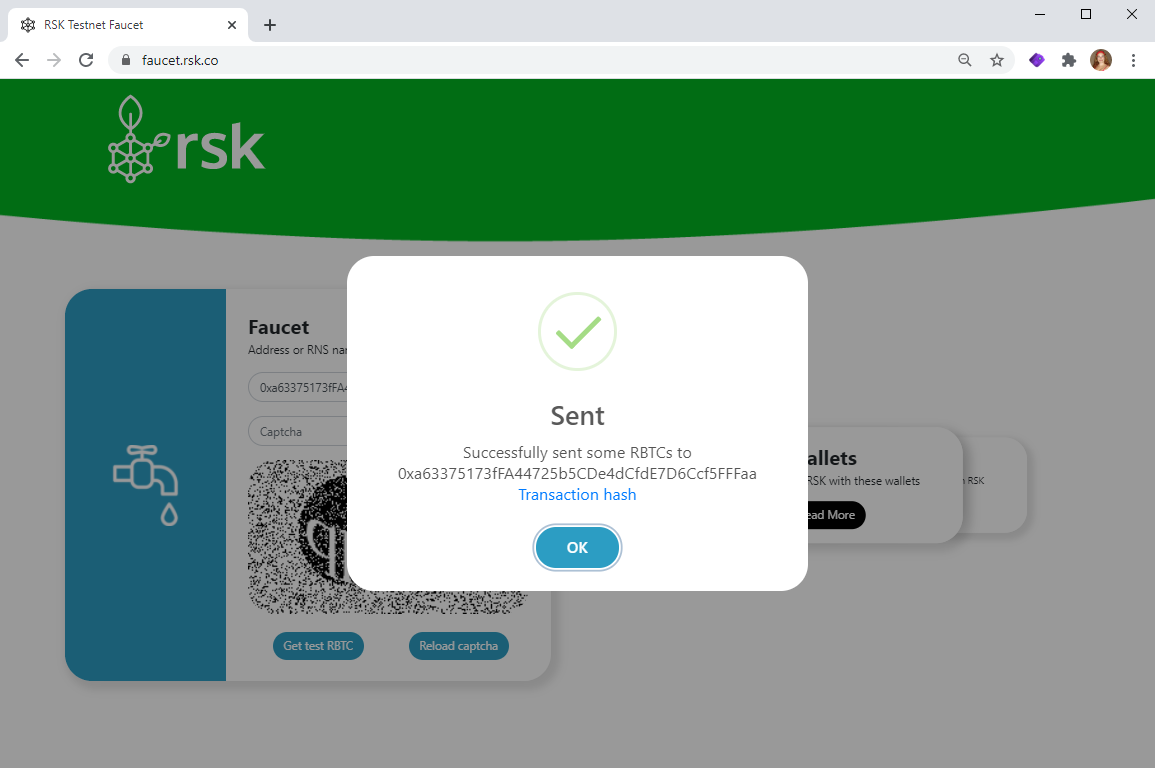 RSK Testnet Faucet
faucet.rsk.co
rsk
Faucet
Address or RNS
0xa63375173fFA4
Captcha
Get test RBTC
Reload captcha
Sent
Successfully sent some RBTCs to
0xa63375173fFA44725b5CDe4dCfdE7D6Ccf5FFFaa
Transaction hash
OK
allets
RSK with these wallets
ead More
RSK